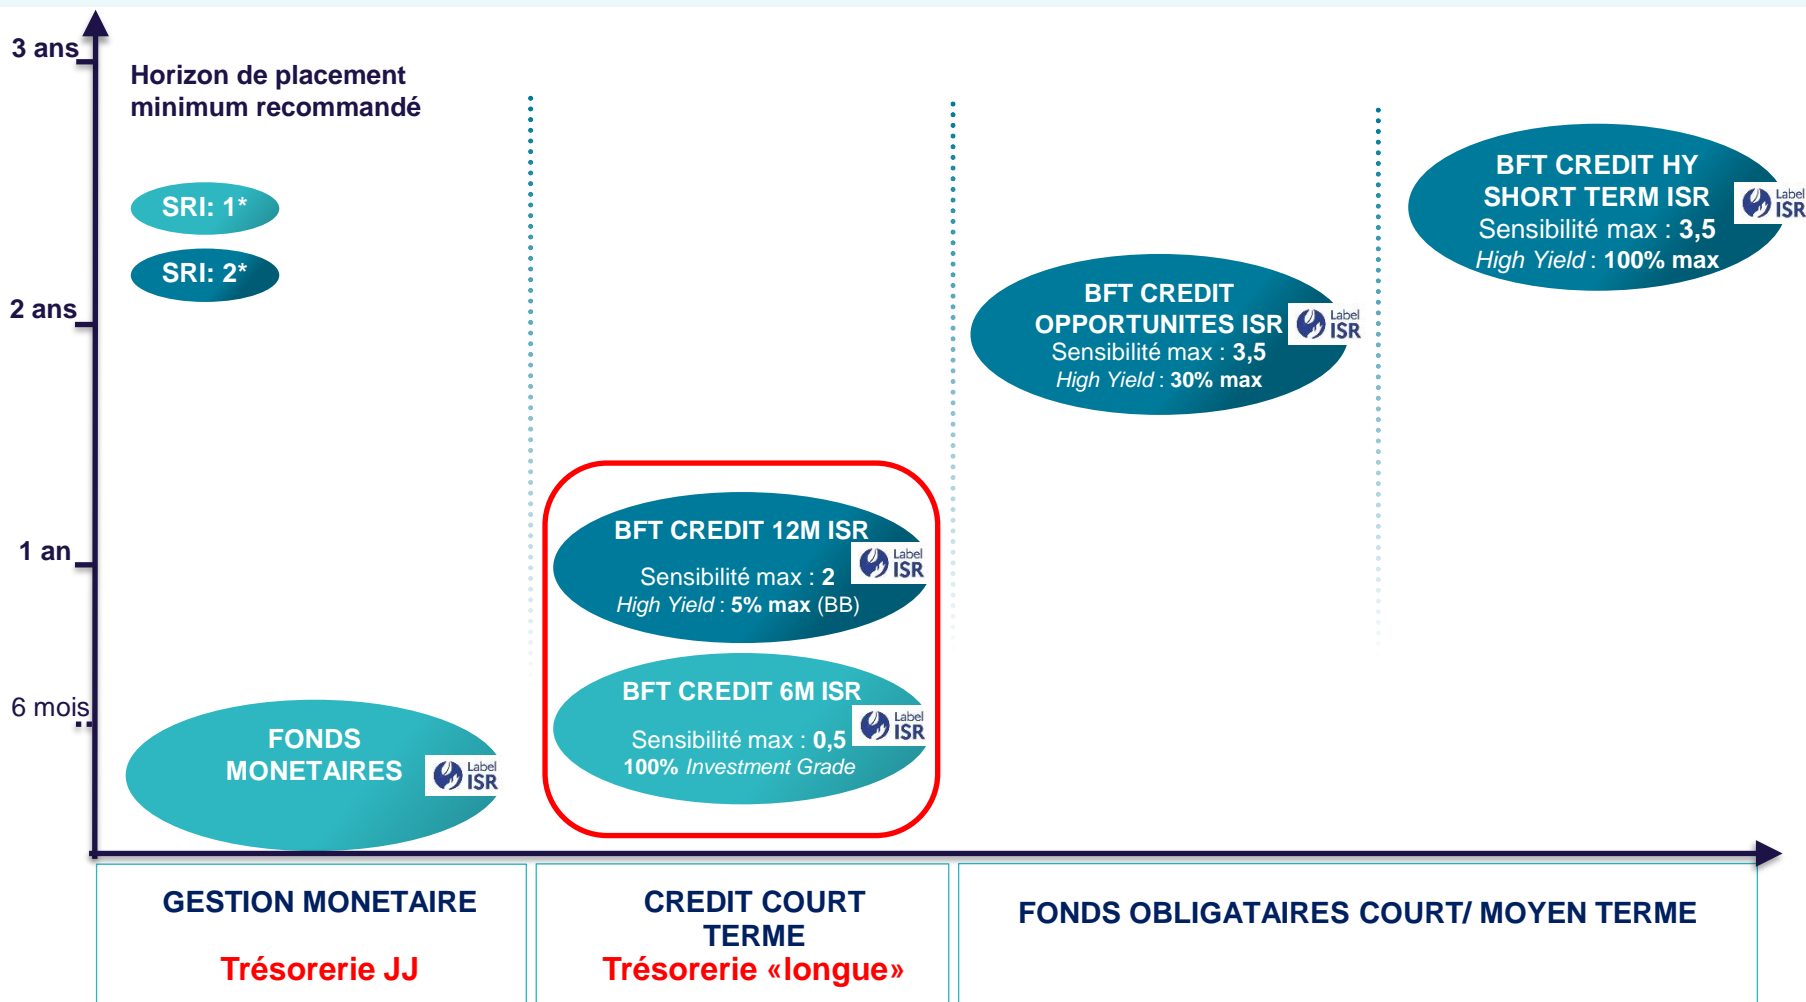 3 ans
Horizon de placement
minimum recommandé
SRI: 1*
SRI: 2*
2 ans
1 an
6 mois
FONDS
MONETAIRES
Label
ISR
BFT CREDIT 12M ISR
Label
ISR
Sensibilité max : 2
High Yield : 5% max (BB)
BFT CREDIT 6M ISR
Label
ISR
Sensibilité max : 0,5
100% Investment Grade
BFT CREDIT
OPPORTUNITES ISR
Label
ISR
Sensibilité max : 3,5
High Yield : 30% max
BFT CREDIT HY
SHORT TERM ISR
Label
ISR
Sensibilité max : 3,5
High Yield : 100% max
GESTION MONETAIRE
Trésorerie JJ
CREDIT COURT
TERME
Trésorerie «longue»
FONDS OBLIGATAIRES COURT/ MOYEN TERME